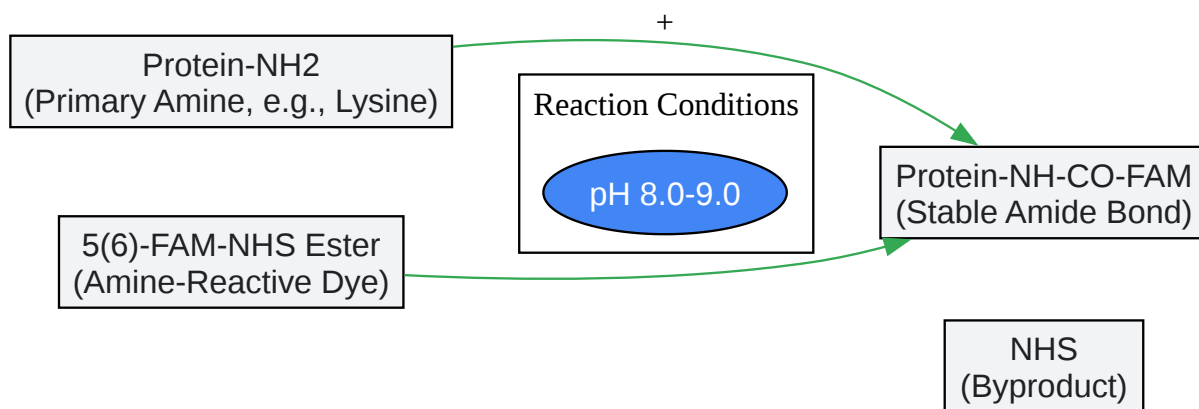 +
Protein-NH2
(Primary Amine, e.g., Lysine)
Reaction Conditions
pH 8.0-9.0
Protein-NH-CO-FAM
(Stable Amide Bond)
5(6)-FAM-NHS Ester
(Amine-Reactive Dye)
NHS
(Byproduct)